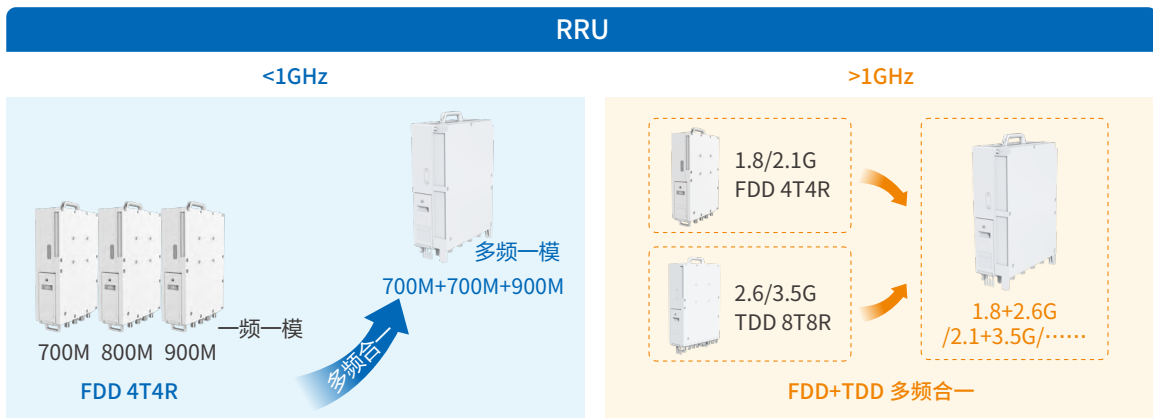 RRU
<1GHz
>1GHz
多频一模
700M+700M+900M
一频一模
700M 800M 900M
FDD 4T4R
多频合一
1.8/2.1G
FDD 4T4R
2.6/3.5G
TDD 8T8R
1.8+2.6G
/2.1+3.5G/……
FDD+TDD 多频合一